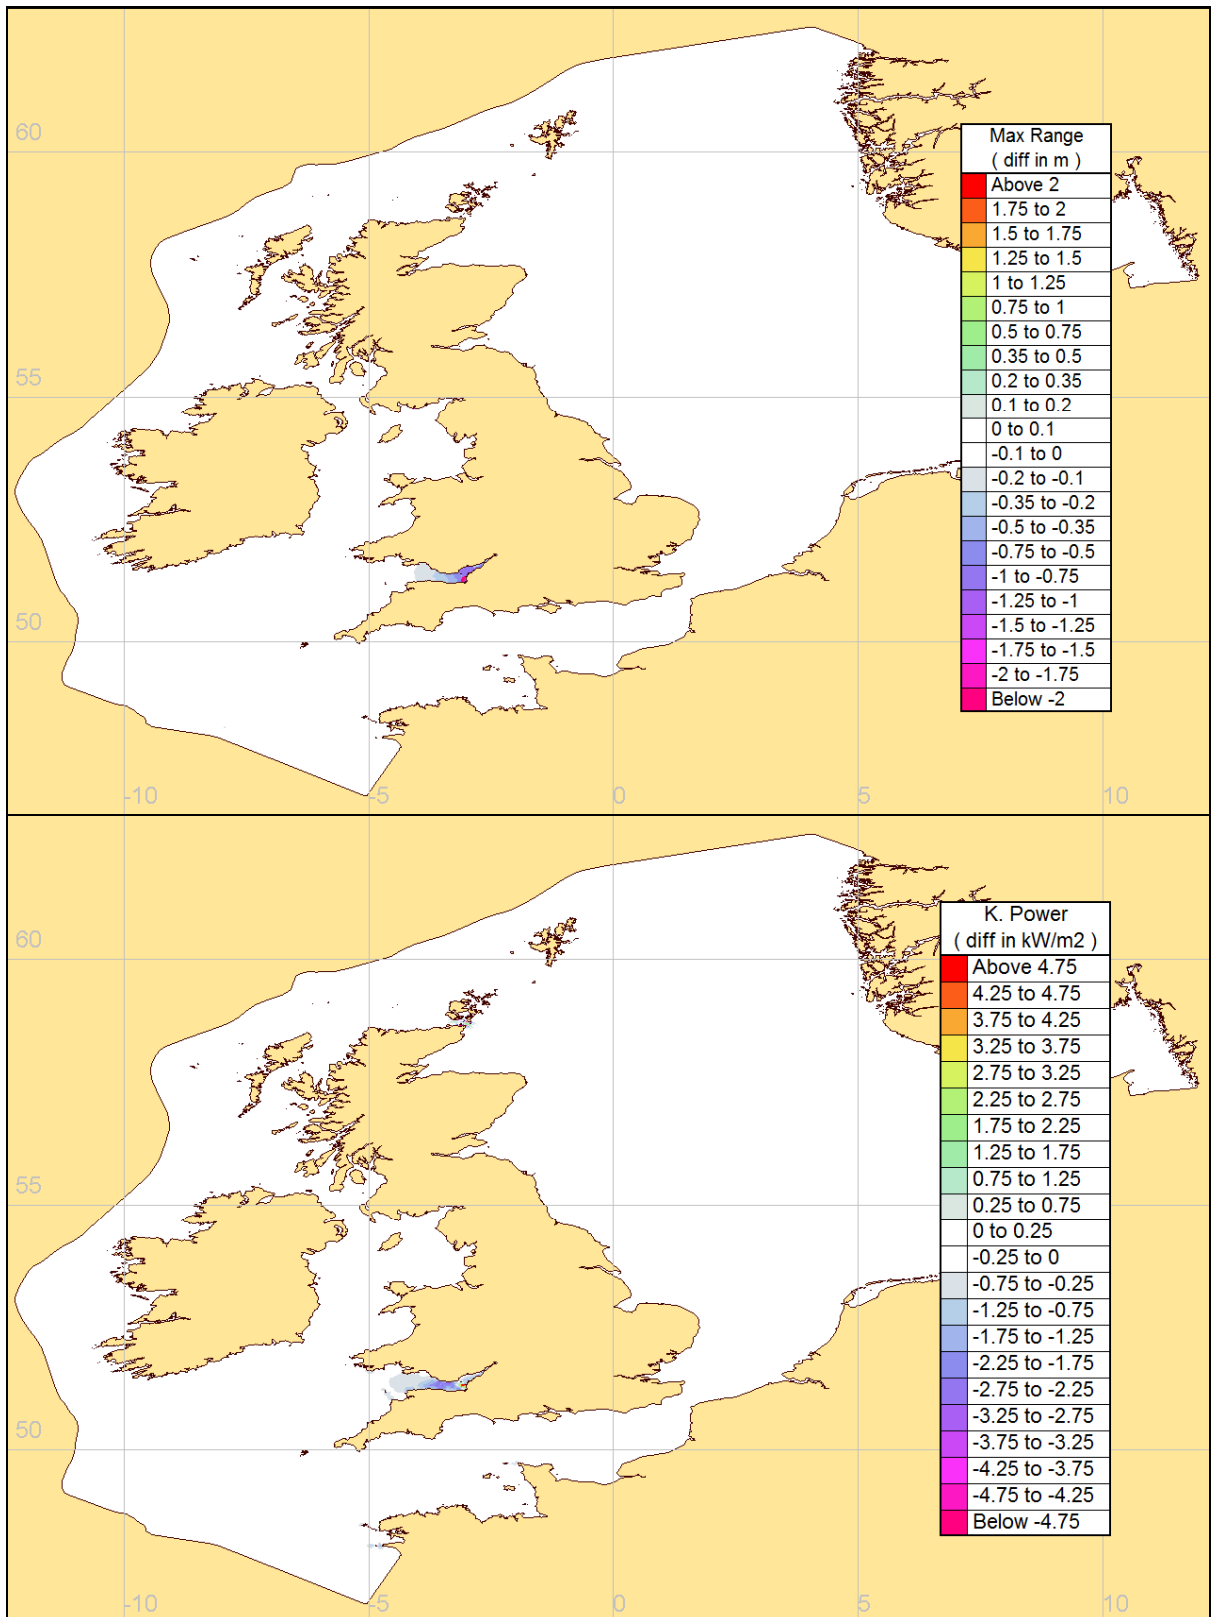 60
55
50
-10
-5
0
5
10
Max Range
( diff in m )
Above 2
1.75 to 2
1.5 to 1.75
1.25 to 1.5
1 to 1.25
0.75 to 1
0.5 to 0.75
0.35 to 0.5
0.2 to 0.35
0.1 to 0.2
0 to 0.1
-0.1 to 0
-0.2 to -0.1
-0.35 to -0.2
-0.5 to -0.35
-0.75 to -0.5
-1 to -0.75
-1.25 to -1
-1.5 to -1.25
-1.75 to -1.5
-2 to -1.75
Below -2
60
55
50
-10
-5
0
5
10
K. Power
( diff in kW/m2 )
Above 4.75
4.25 to 4.75
3.75 to 4.25
3.25 to 3.75
2.75 to 3.25
2.25 to 2.75
1.75 to 2.25
1.25 to 1.75
0.75 to 1.25
0.25 to 0.75
0 to 0.25
-0.25 to 0
-0.75 to -0.25
-1.25 to -0.75
-1.75 to -1.25
-2.25 to -1.75
-2.75 to -2.25
-3.25 to -2.75
-3.75 to -3.25
-4.25 to -3.75
-4.75 to -4.25
Below -4.75